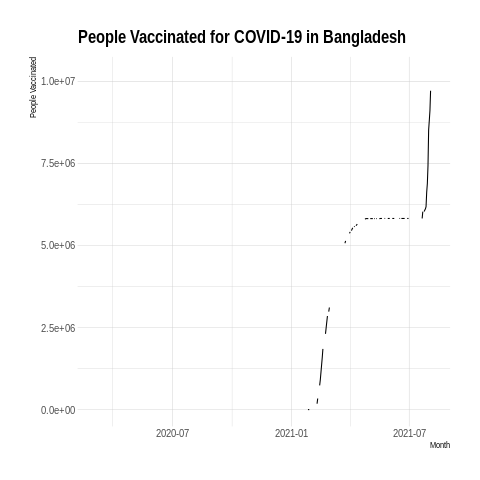 People Vaccinated for COVID-19 in Bangladesh
People Vaccinated
1.0e+07
7.5e+06
5.0e+06
2.5e+06
0.0e+00
2020-07
2021-01
2021-07
Month